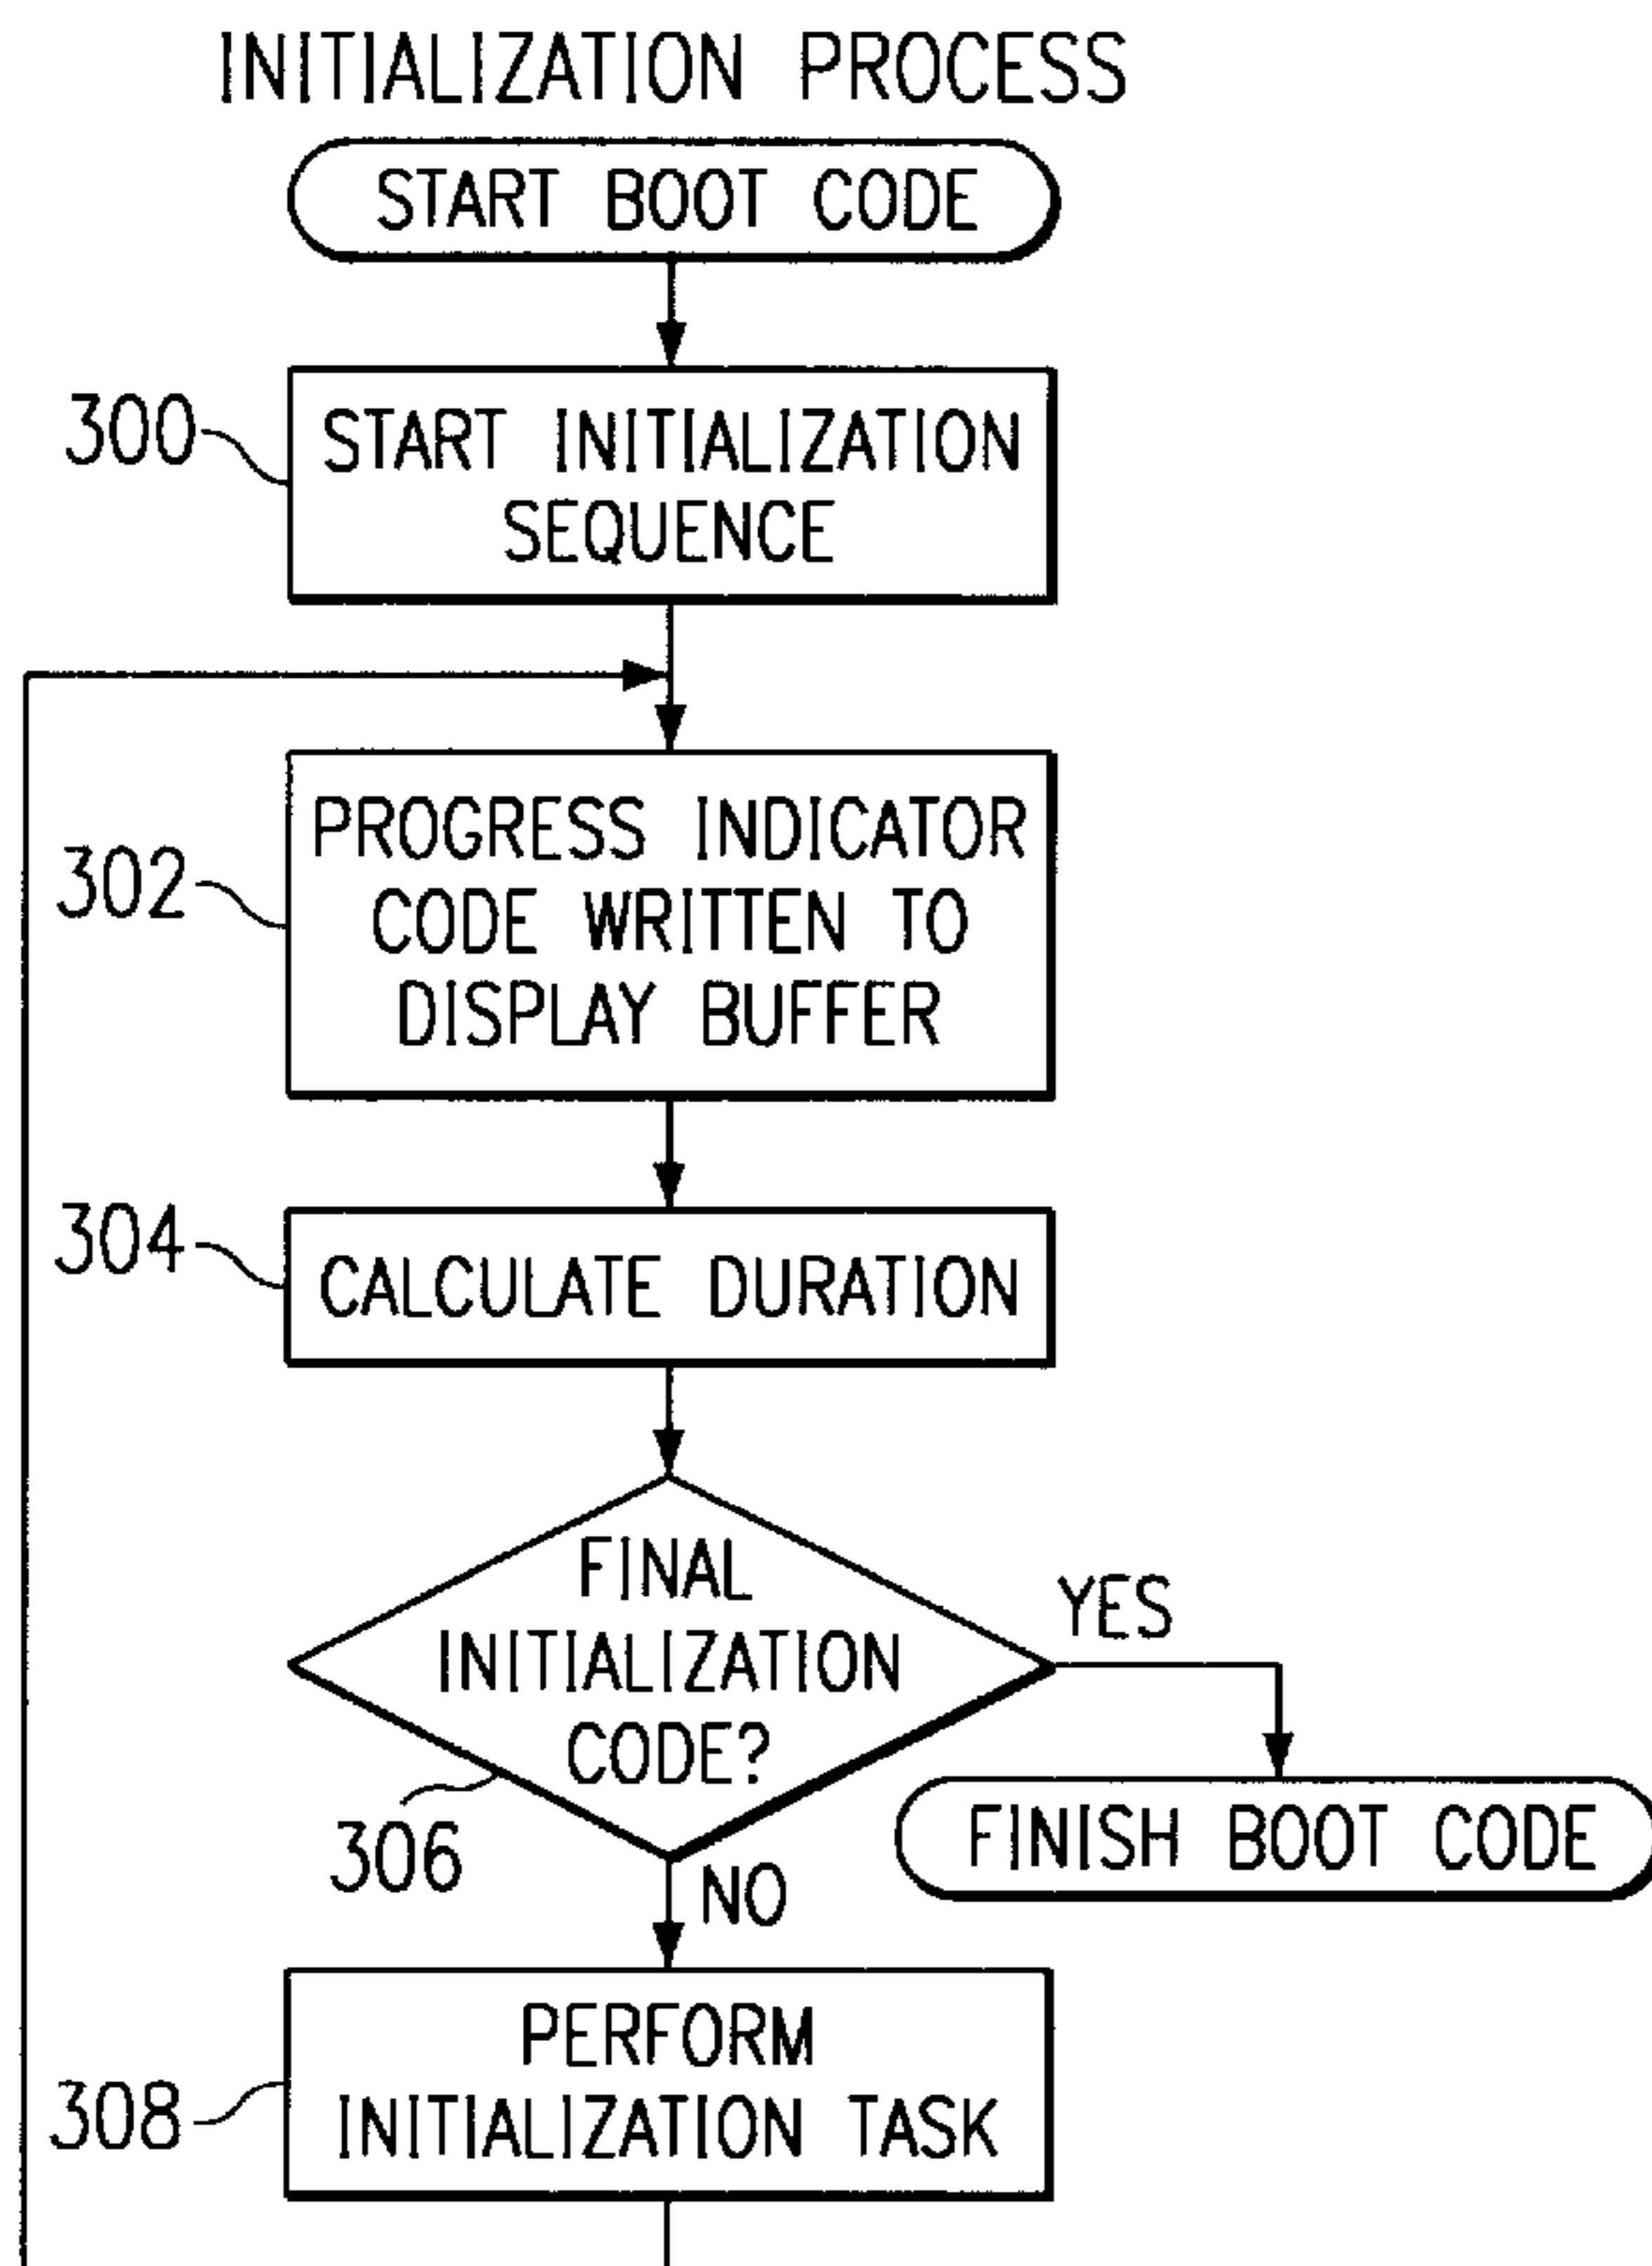 INITIALIZATION PROCESS
START BOOT CODE
300
START INITIALIZATION
SEQUENCE
302
PROGRESS INDICATOR
CODE WRITTEN TO
DISPLAY BUFFER
304
CALCULATE DURATION
FINAL
INITIALIZATION
CODE?
YES
306
FINISH BOOT CODE
NO
308
PERFORM
INITIALIZATION TASK